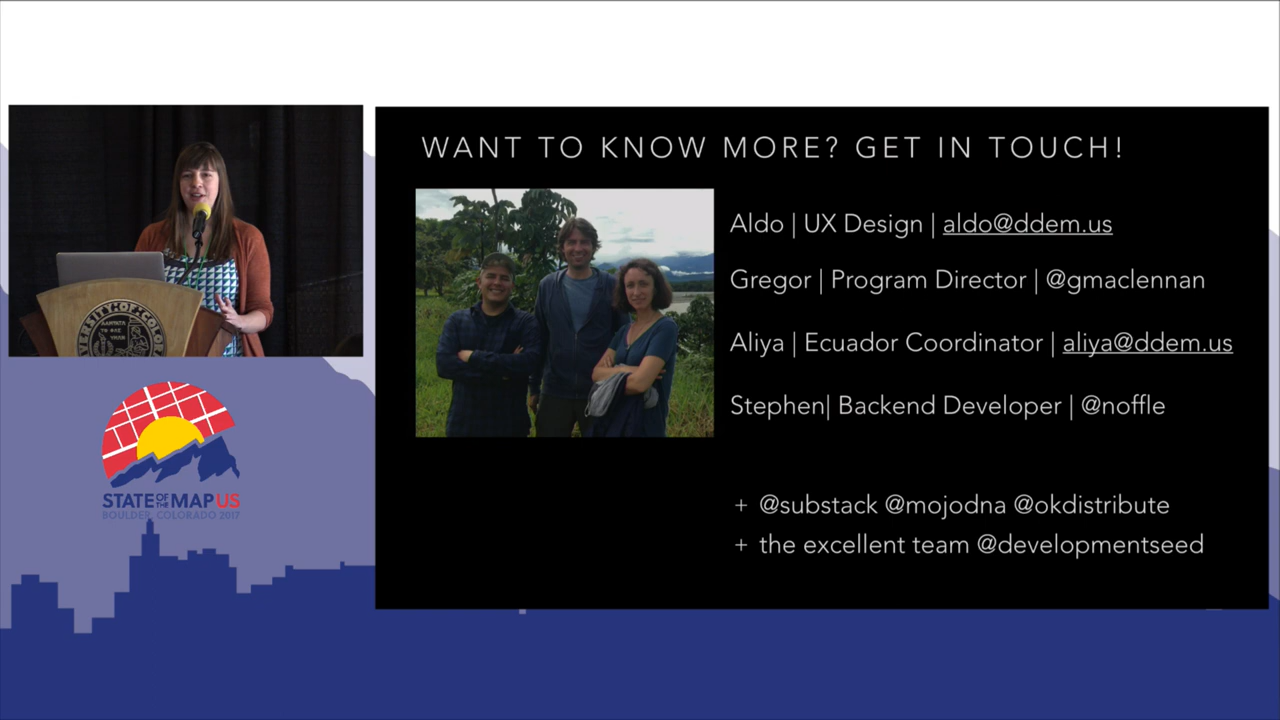 WANT TO KNOW MORE? GET IN TOUCH!
Aldo | UX Design | aldo@ddem.us
Gregor | Program Director | @gmaclennan
Aliya | Ecuador Coordinator | aliya@ddem.us
Stephen| Backend Developer | @noffle
+ @substack @mojodna @okdistribute
+ the excellent team @developmentseed
STATE OF THE MAP US
BOULDER, COLORADO 2017